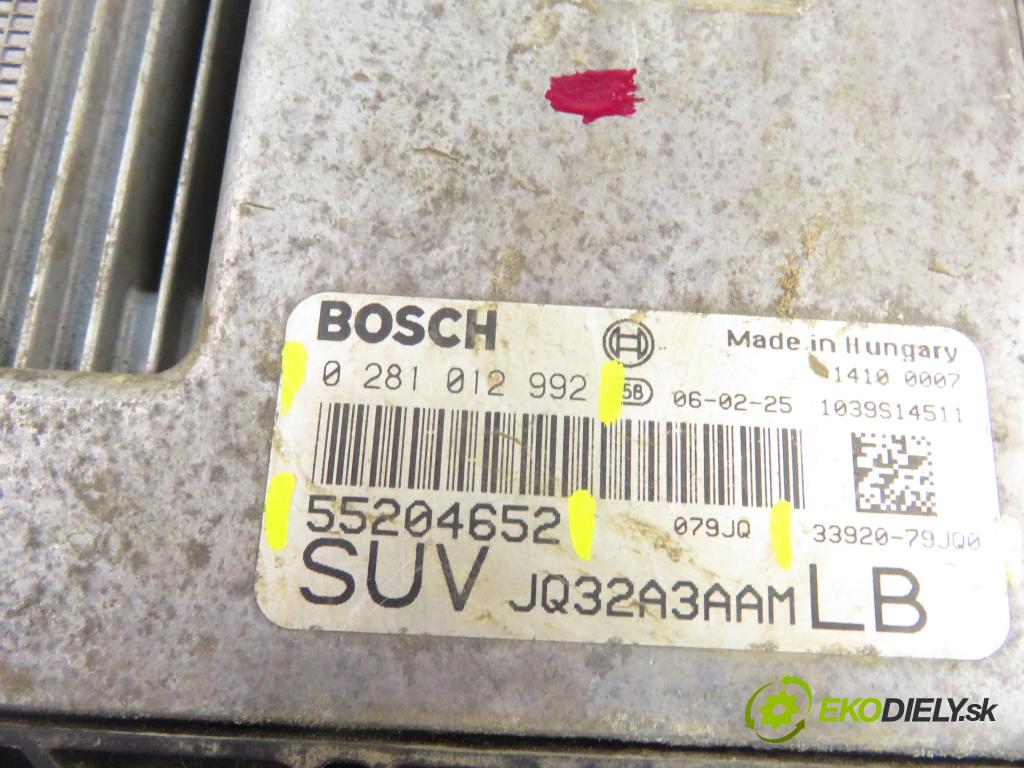 BOSCH
Made in Hungary
1410 0007
0 281 012 992
58 06-02-25 1039S14511
55204652
079JQ 33920-79JQ0
SUV JQ32A3AAM LB
EKODIELY.sk